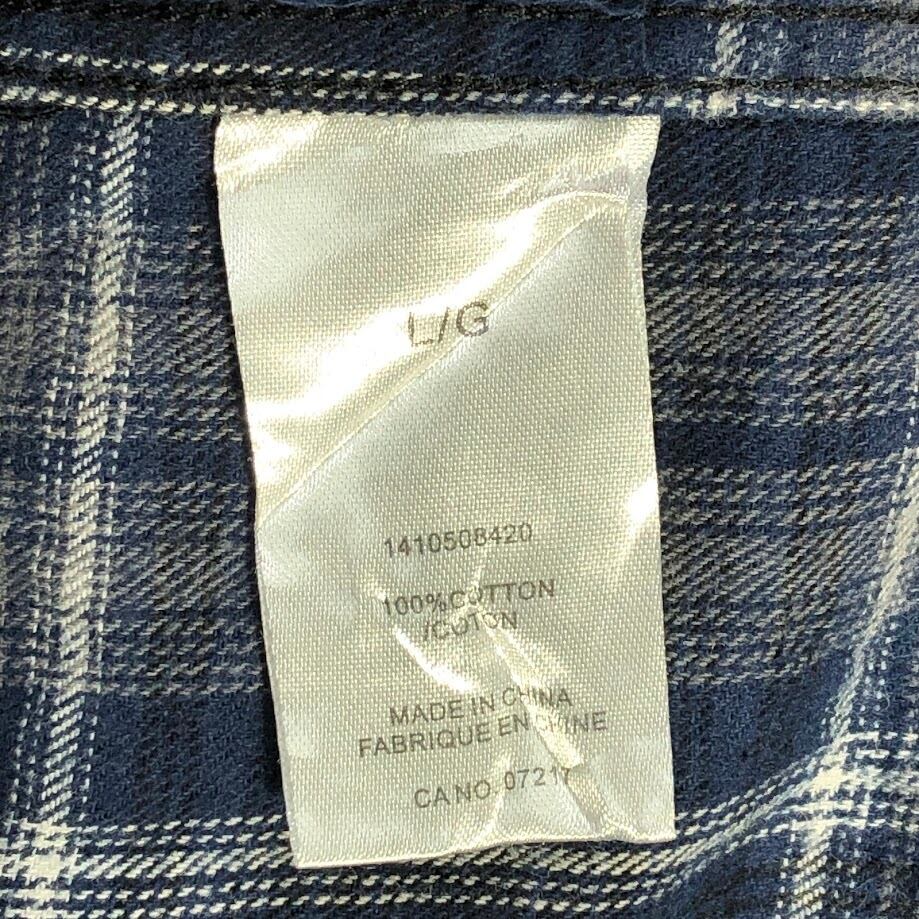 L/G
1410508420
100%COTTON
/COTON
MADE IN CHINA
FABRIQUE EN CHINE
CA NO. 07217